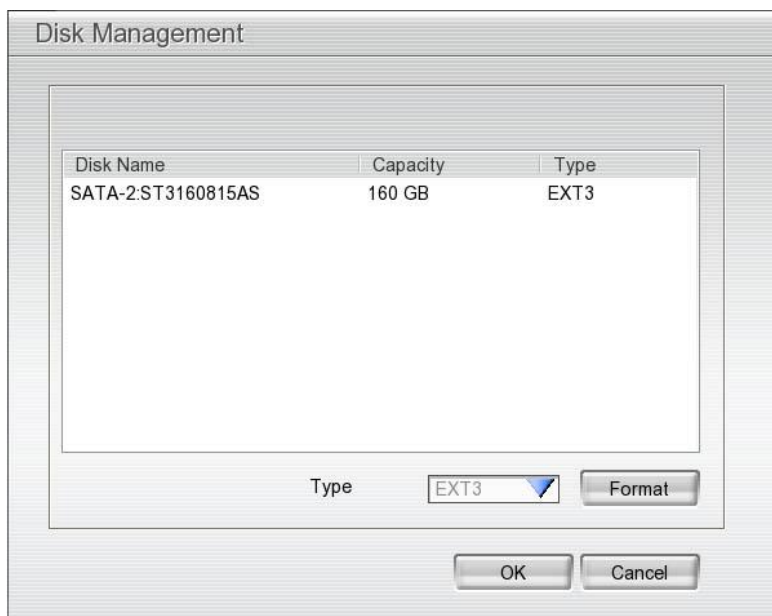 Disk Management
Disk Name Capacity Type
SATA-2:ST3160815AS 160 GB EXT3
Type EXT3 Format
OK Cancel